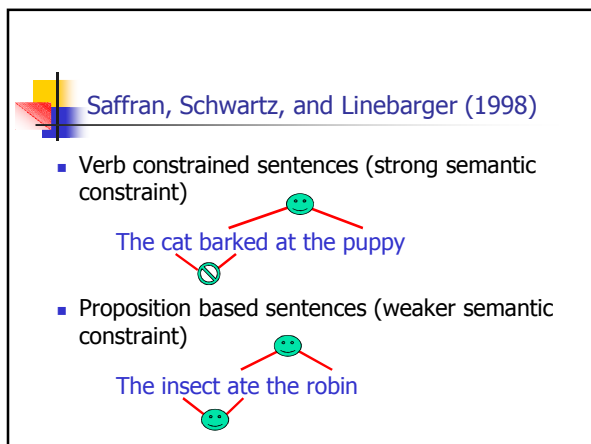 Saffran, Schwartz, and Linebarger (1998)
Verb constrained sentences (strong semantic
constraint)
The cat barked at the puppy
Proposition based sentences (weaker semantic
constraint)
The insect ate the robin